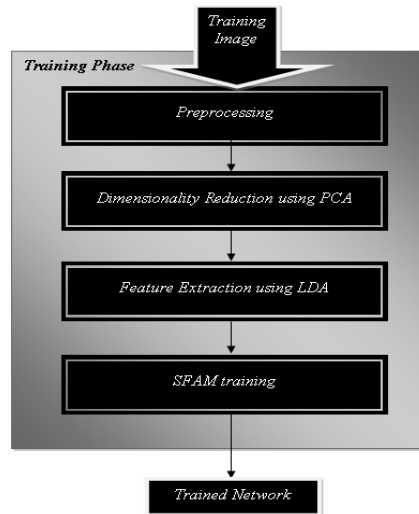 Training
Image
Training Phase
Preprocessing
Dimensionality Reduction using PCA
Feature Extraction using LDA
SFAM training
Trained Network